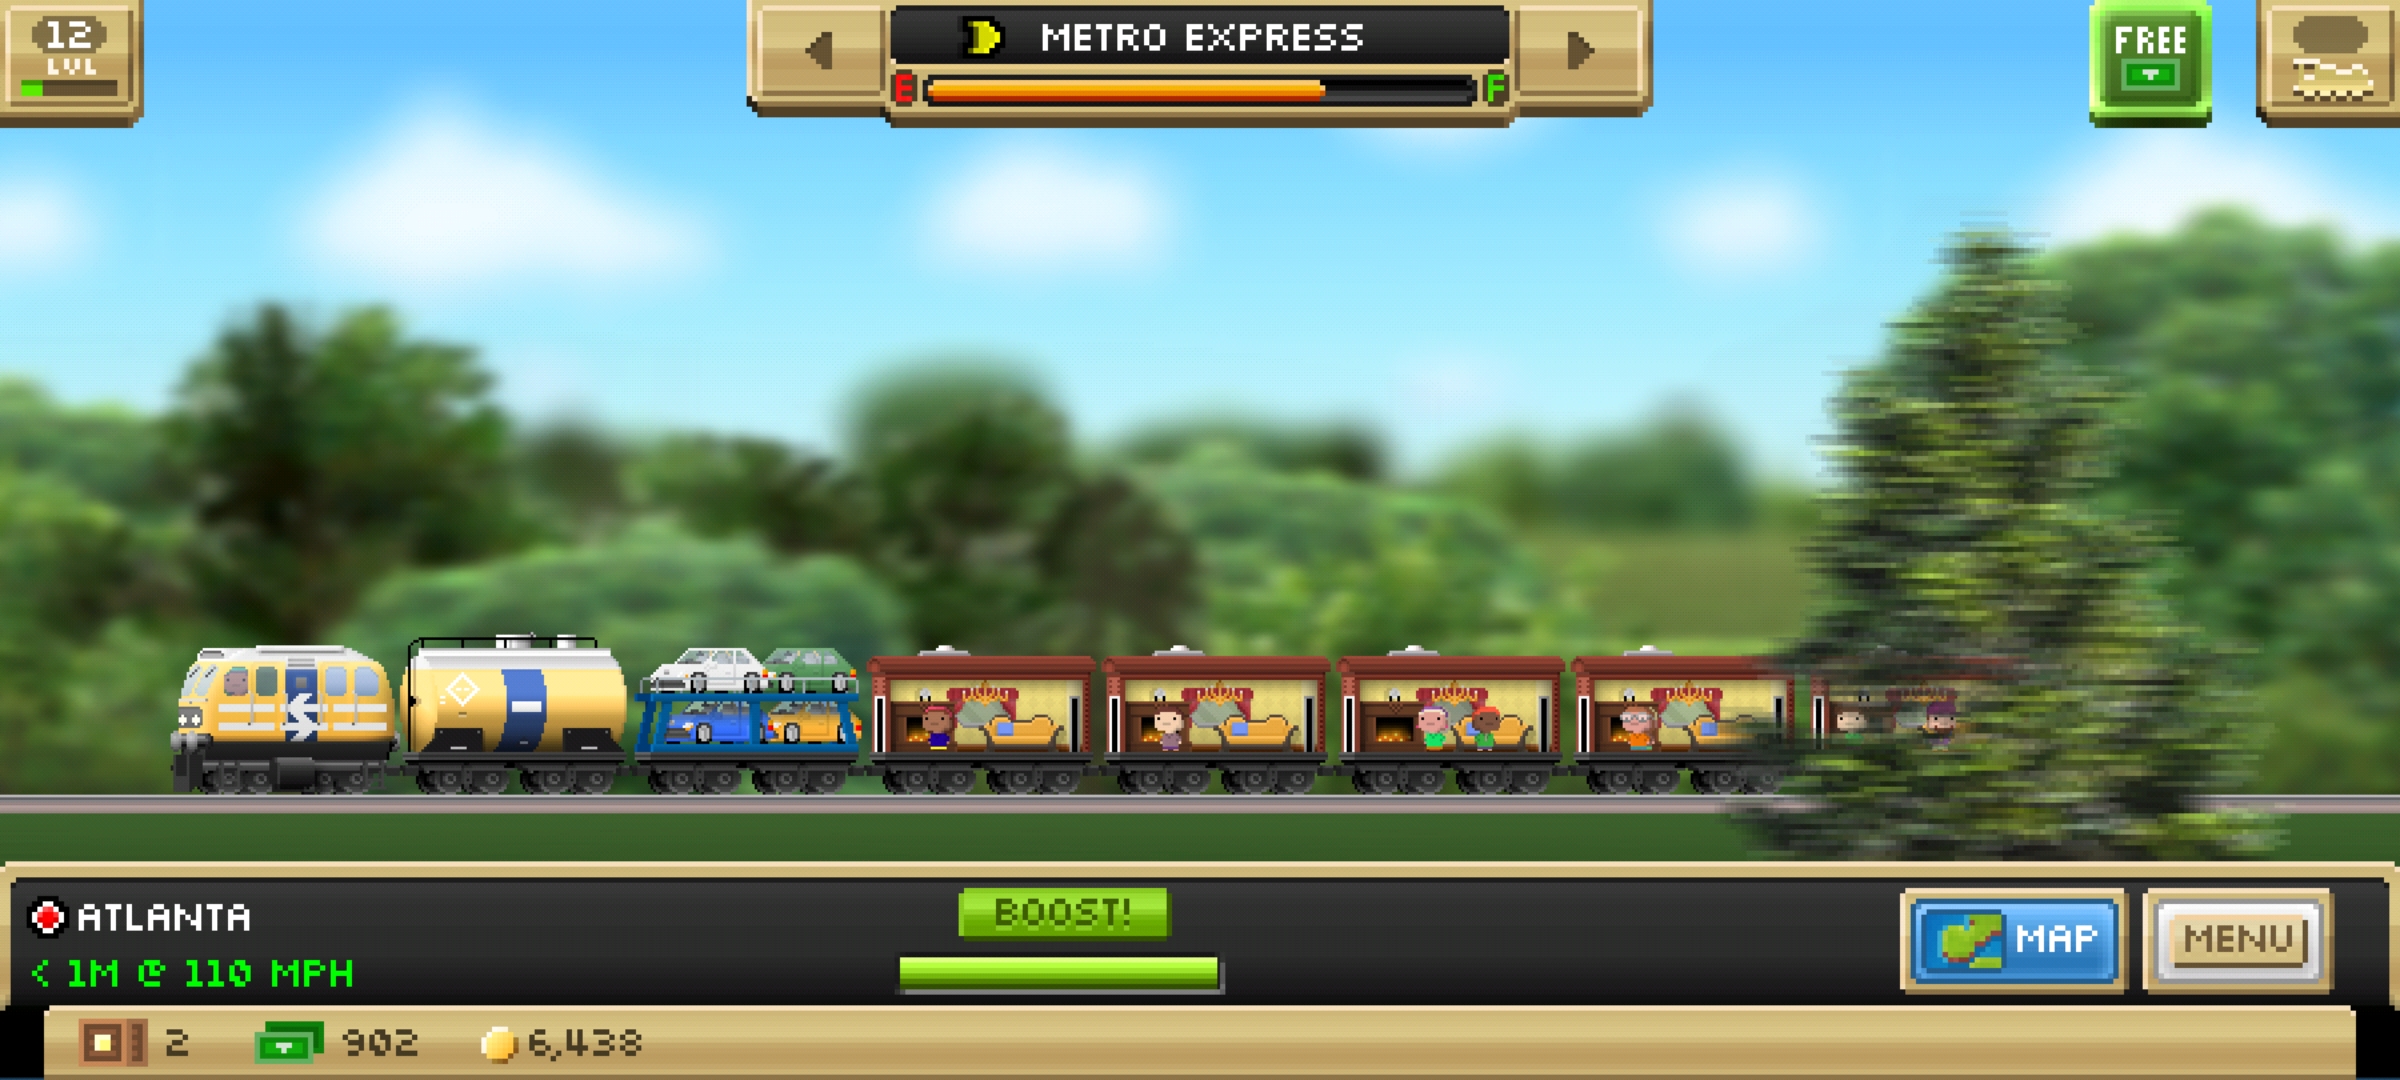 12
LVL
METRO EXPRESS
E
F
FREE
ATLANTA
< 1M @ 110 MPH
BOOST!
MAP
MENU
2
902
6,438